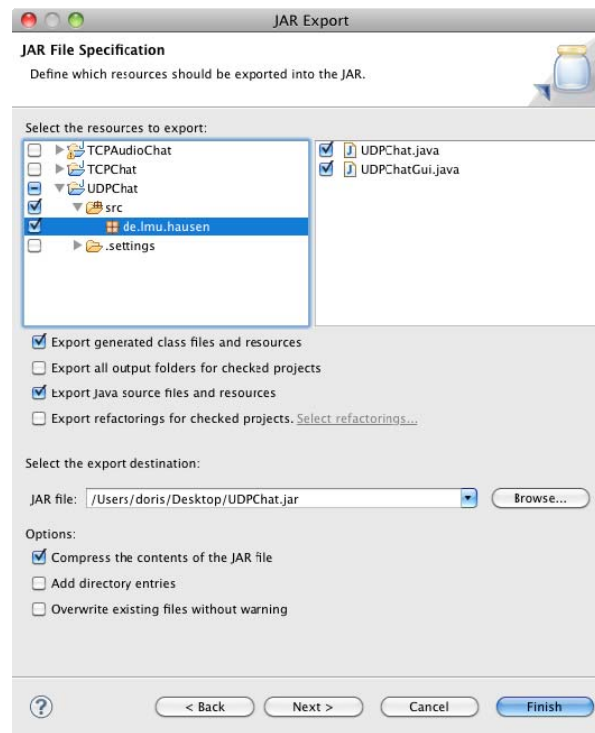 JAR Export
JAR File Specification
Define which resources should be exported into the JAR.
Select the resources to export:
TCPAudioChat
TCPChat
UDPChat
src
de.lmu.hausen
.settings
UDPChat.java
UDPChatGui.java
Export generated class files and resources
Export all output folders for checked projects
Export Java source files and resources
Export refactorings for checked projects. Select refactorings...
Select the export destination:
JAR file: /Users/doris/Desktop/UDPChat.jar Browse...
Options:
Compress the contents of the JAR file
Add directory entries
Overwrite existing files without warning
? < Back Next > Cancel Finish